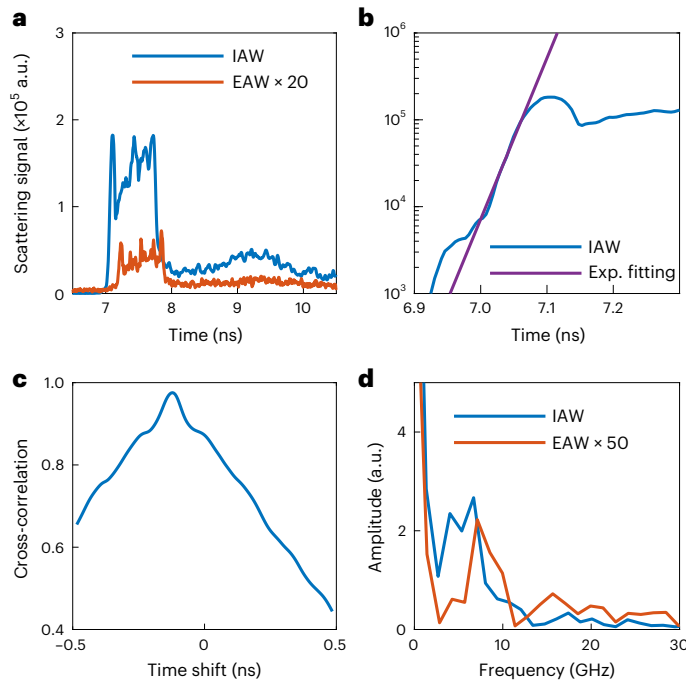 a
3
2
1
0
Scattering signal (×10⁵ a.u.)
IAW
EAW × 20
7
8
9
10
Time (ns)
b
10⁶
10⁵
10⁴
10³
IAW
Exp. fitting
6.9
7.0
7.1
7.2
Time (ns)
c
1.0
0.8
0.6
0.4
Cross-correlation
−0.5
0
0.5
Time shift (ns)
d
4
2
0
Amplitude (a.u.)
IAW
EAW × 50
0
10
20
30
Frequency (GHz)